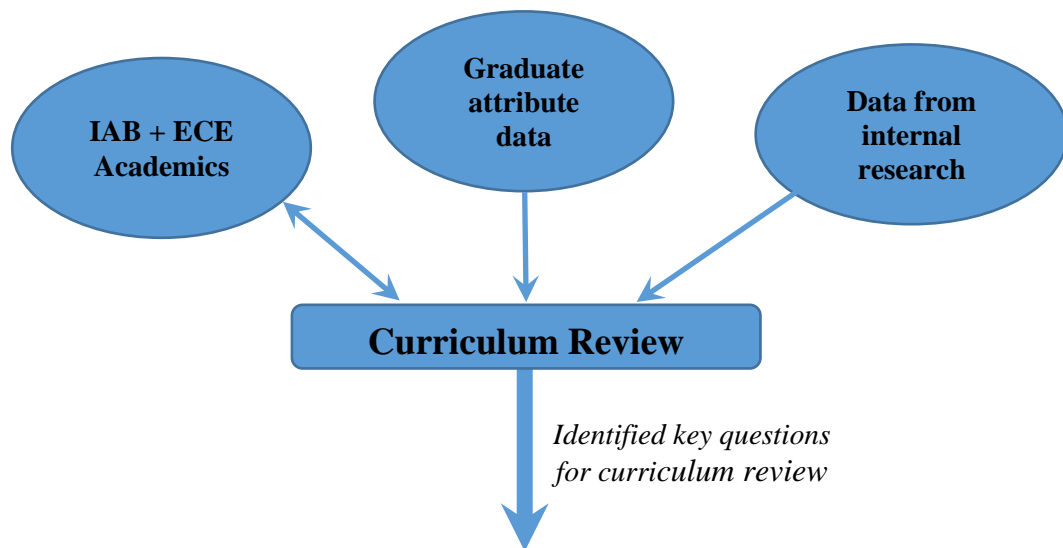 IAB + ECE
Academics
Graduate
attribute
data
Data from
internal
research
Curriculum Review
Identified key questions
for curriculum review